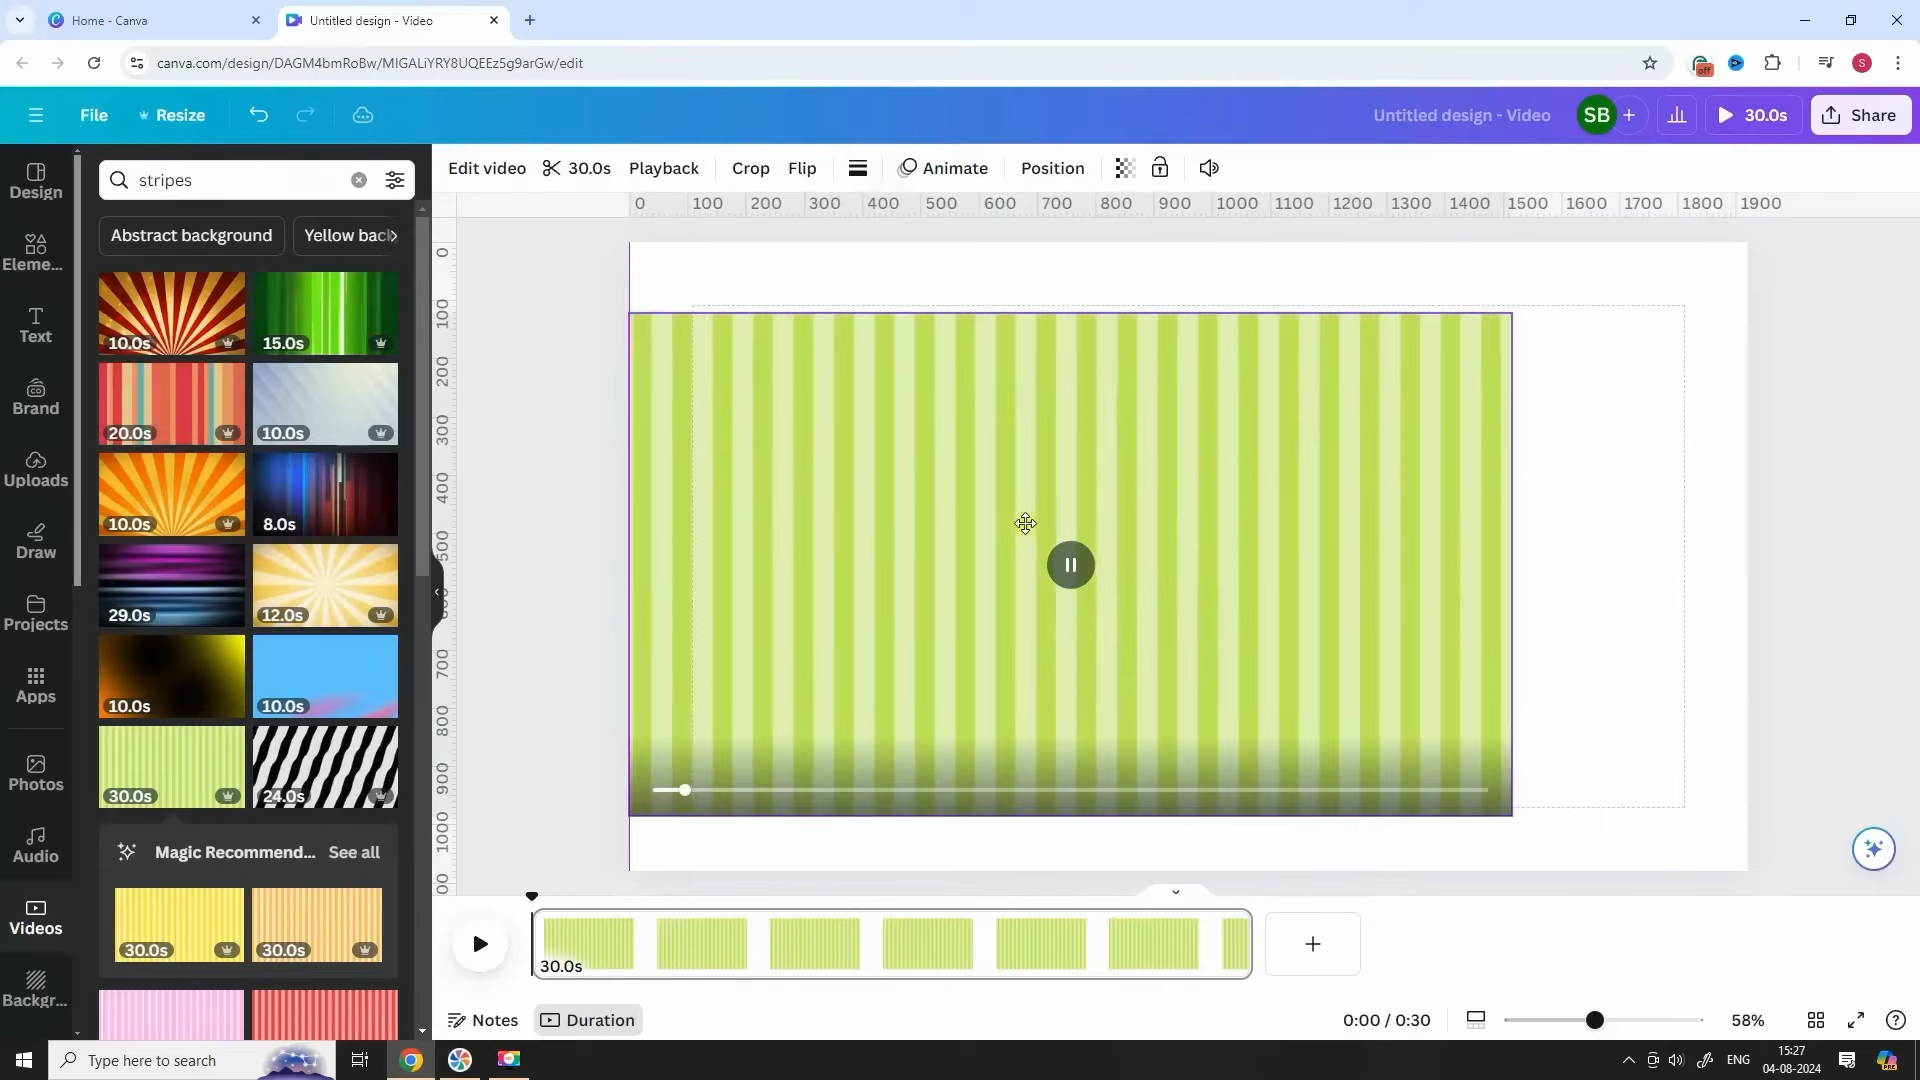 Home - Canva
Untitled design - Video
canva.com/design/DAGM4bmRoBw/MIGALiYRY8UQEEz5g9arGw/edit
off
S
File
Resize
Untitled design - Video
SB
30.0s
Share
Design
Eleme...
Text
Brand
Uploads
Draw
Projects
Apps
Photos
Audio
Videos
Backgr...
stripes
Abstract background
Yellow bac
10.0s
15.0s
20.0s
10.0s
10.0s
8.0s
29.0s
12.0s
10.0s
10.0s
30.0s
24.0s
Magic Recommend...
See all
30.0s
30.0s
Edit video
30.0s
Playback
Crop
Flip
Animate
Position
0 100 200 300 400 500 600 700 800 900 1000 1100 1200 1300 1400 1500 1600 1700 1800 1900
0
100
200
300
400
500
700
800
900
1000
00
30.0s
Notes
Duration
0:00 / 0:30
58%
Type here to search
ENG
15:27
04-08-2024
PRE